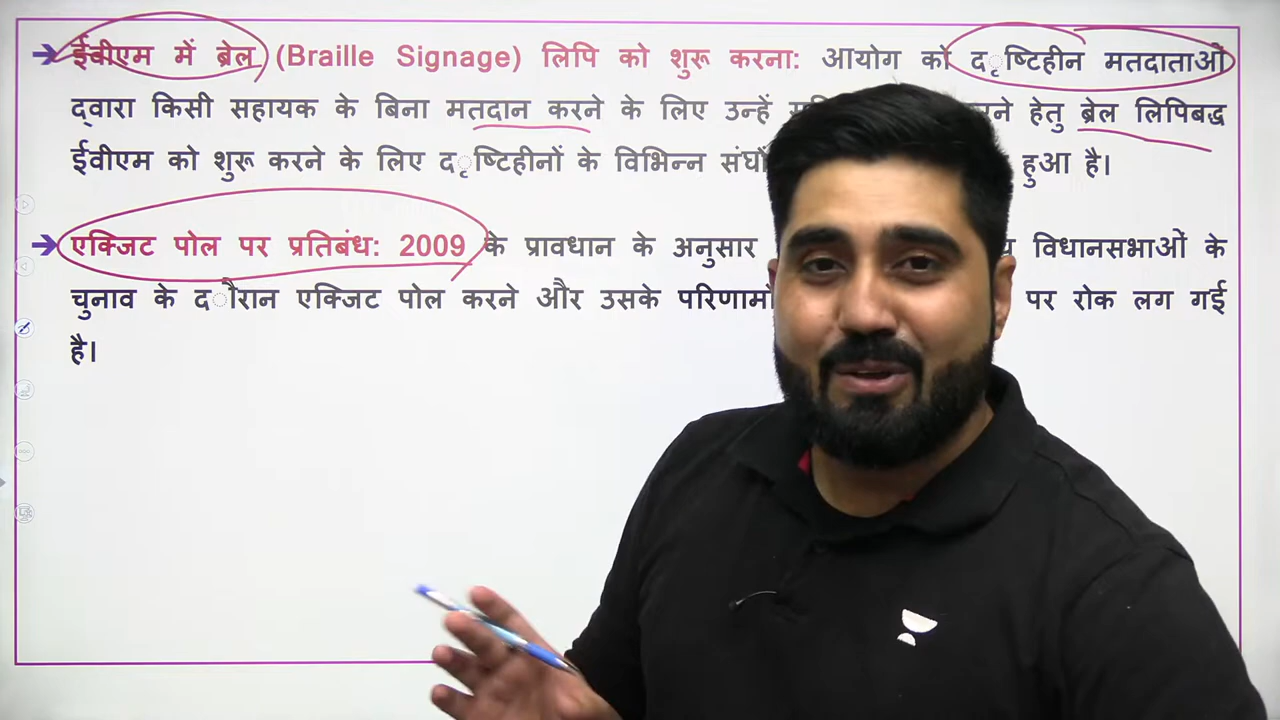 ईवीएम में ब्रेल (Braille Signage) लिपि को शुरू करना: आयोग को दृष्टिहीन मतदाताओं
द्वारा किसी सहायक के बिना मतदान करने के लिए उन्हें हेतु ब्रेल लिपिबद्ध
ईवीएम को शुरू करने के लिए दृष्टिहीनों के विभिन्न हुआ है।
एक्जिट पोल पर प्रतिबंध: 2009 के प्रावधान के अनुसार विधानसभाओं के
चुनाव के दौरान एक्जिट पोल करने और उसके पर रोक लग गई
है।